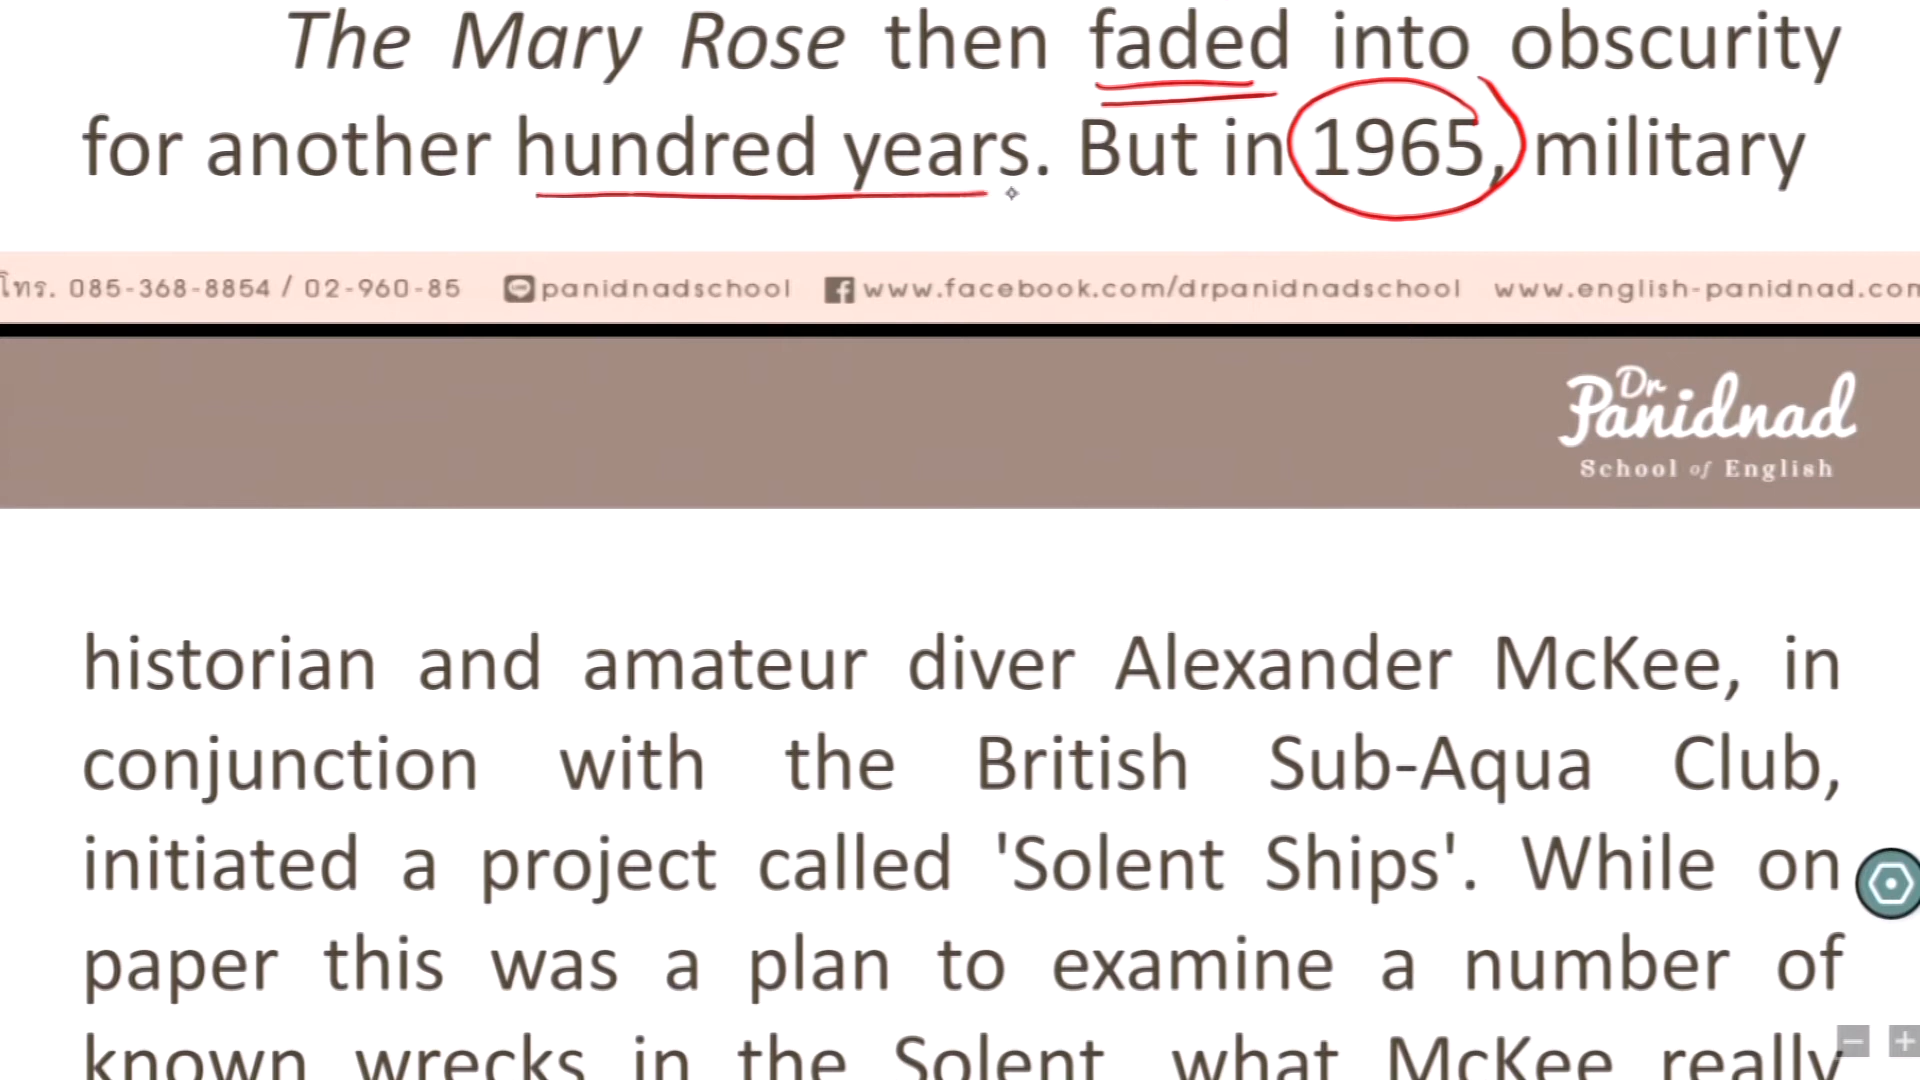 The Mary Rose then faded into obscurity
for another hundred years. But in 1965, military
โทร. 085-368-8854 / 02-960-85 panidnadschool www.facebook.com/drpanidnadschool www.english-panidnad.com
Dr Panidnad
School of English
historian and amateur diver Alexander McKee, in
conjunction with the British Sub-Aqua Club,
initiated a project called 'Solent Ships'. While on
paper this was a plan to examine a number of
known wrecks in the Solent, what McKee really